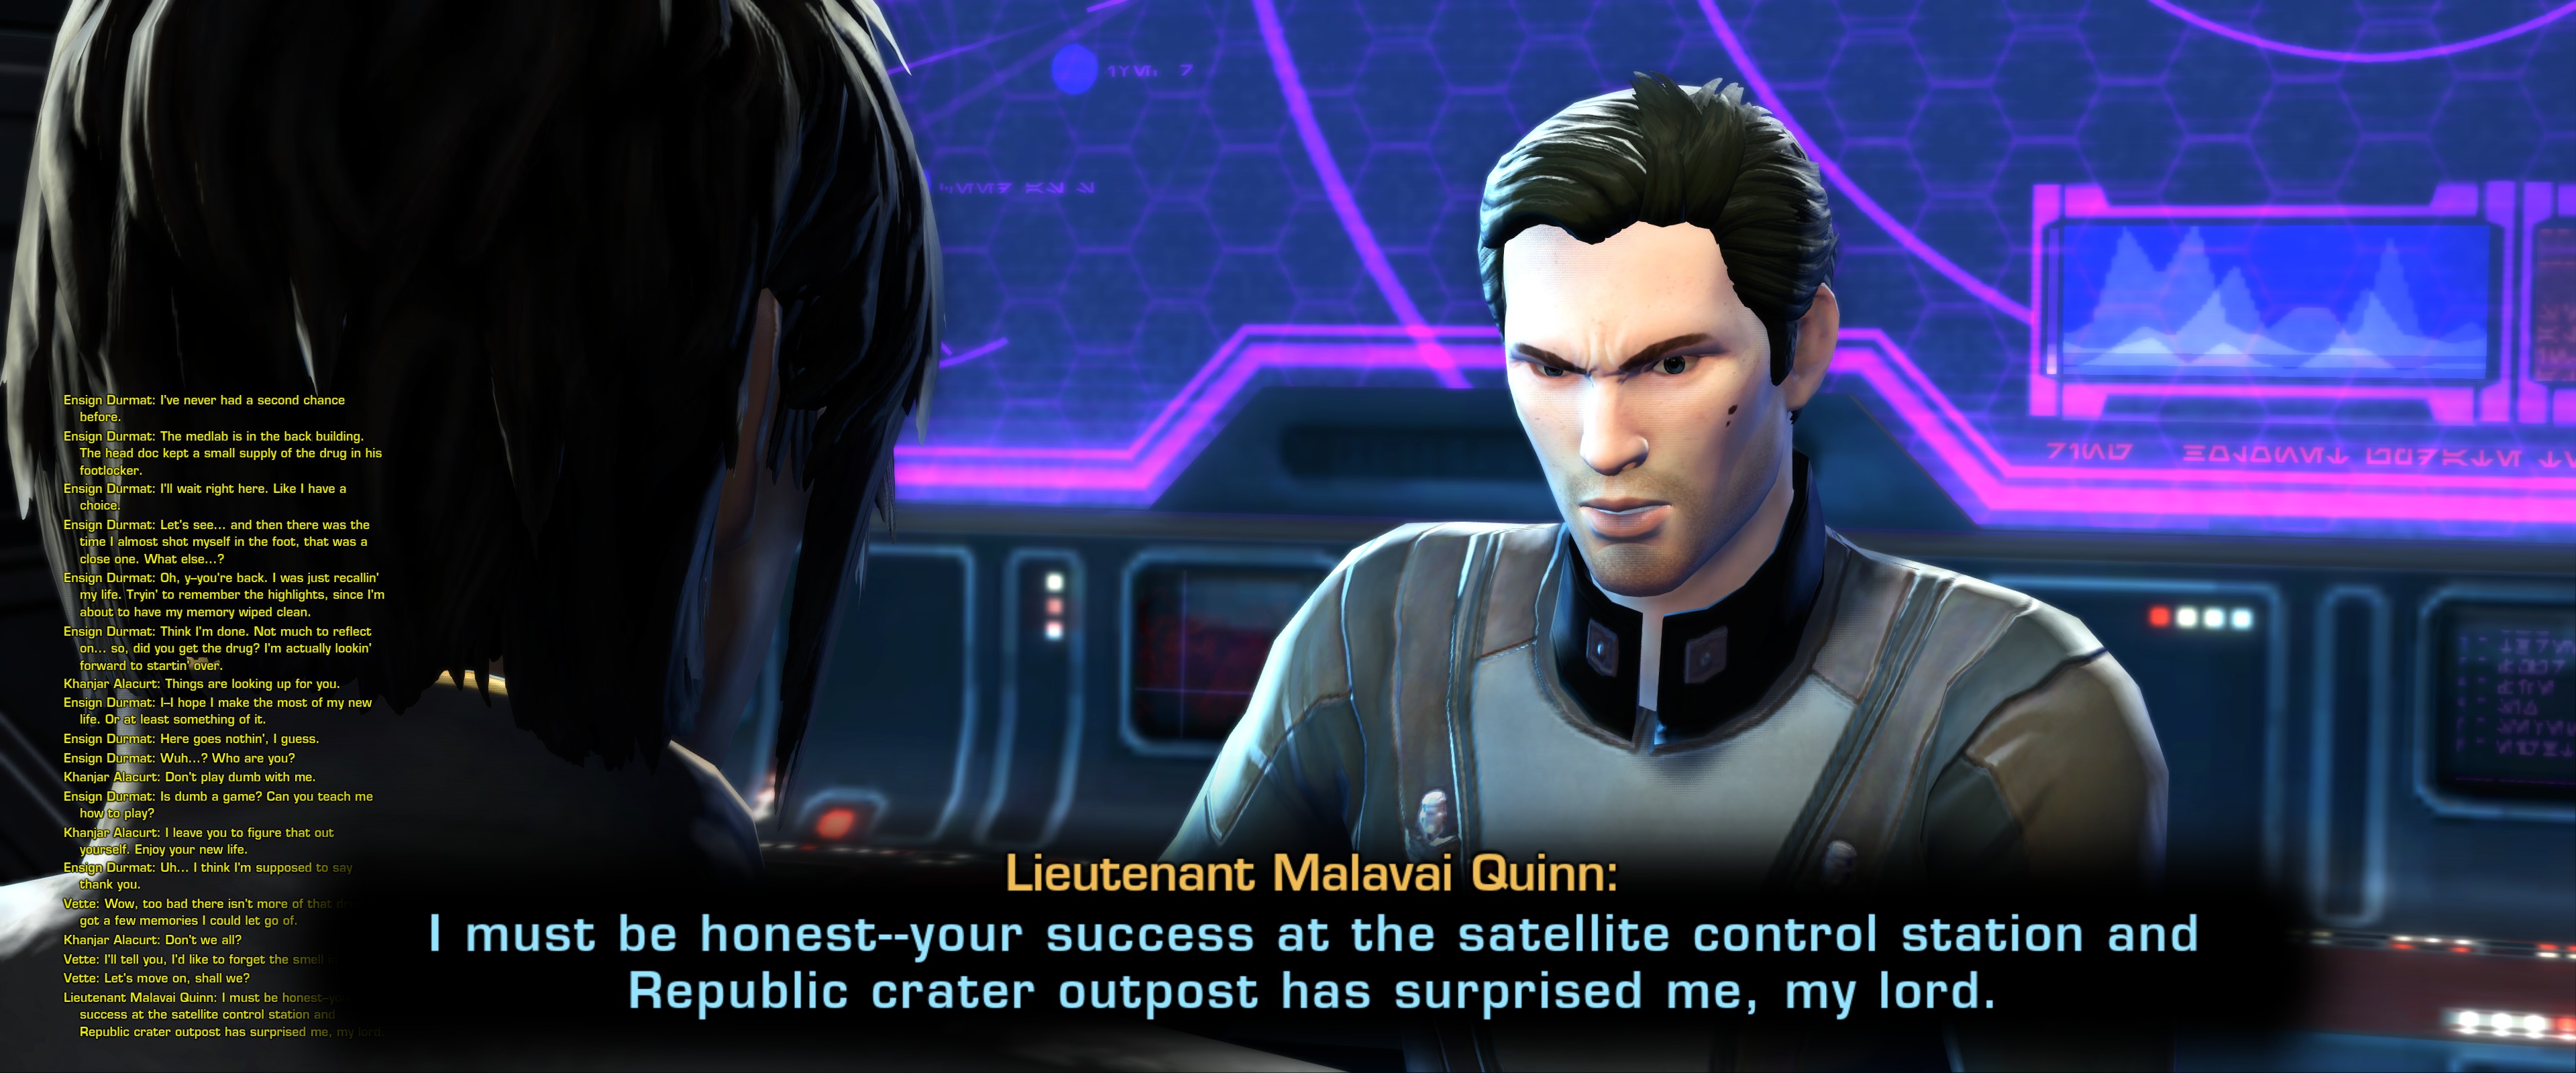 Ensign Durmat: I've never had a second chance
before.
Ensign Durmat: The medlab is in the back building.
The head doc kept a small supply of the drug in his
footlocker.
Ensign Durmat: I'll wait right here. Like I have a
choice.
Ensign Durmat: Let's see... and then there was the
time I almost shot myself in the foot, that was a
close one. What else...?
Ensign Durmat: Oh, y--you're back. I was just recallin'
my life. Tryin' to remember the highlights, since I'm
about to have my memory wiped clean.
Ensign Durmat: Think I'm done. Not much to reflect
on... so, did you get the drug? I'm actually lookin'
forward to startin' over.
Khanjar Alacurt: Things are looking up for you.
Ensign Durmat: I--I hope I make the most of my new
life. Or at least something of it.
Ensign Durmat: Here goes nothin', I guess.
Ensign Durmat: Wuh...? Who are you?
Khanjar Alacurt: Don't play dumb with me.
Ensign Durmat: Is dumb a game? Can you teach me
how to play?
Khanjar Alacurt: I leave you to figure that out
yourself. Enjoy your new life.
Ensign Durmat: Uh... I think I'm supposed to say
thank you.
Vette: Wow, too bad there isn't more of that
got a few memories I could let go of.
Khanjar Alacurt: Don't we all?
Vette: I'll tell you, I'd like to forget the smell
Vette: Let's move on, shall we?
Lieutenant Malavai Quinn: I must be honest--
success at the satellite control station and
Republic crater outpost has surprised me, my lord.
Lieutenant Malavai Quinn:
I must be honest--your success at the satellite control station and
Republic crater outpost has surprised me, my lord.